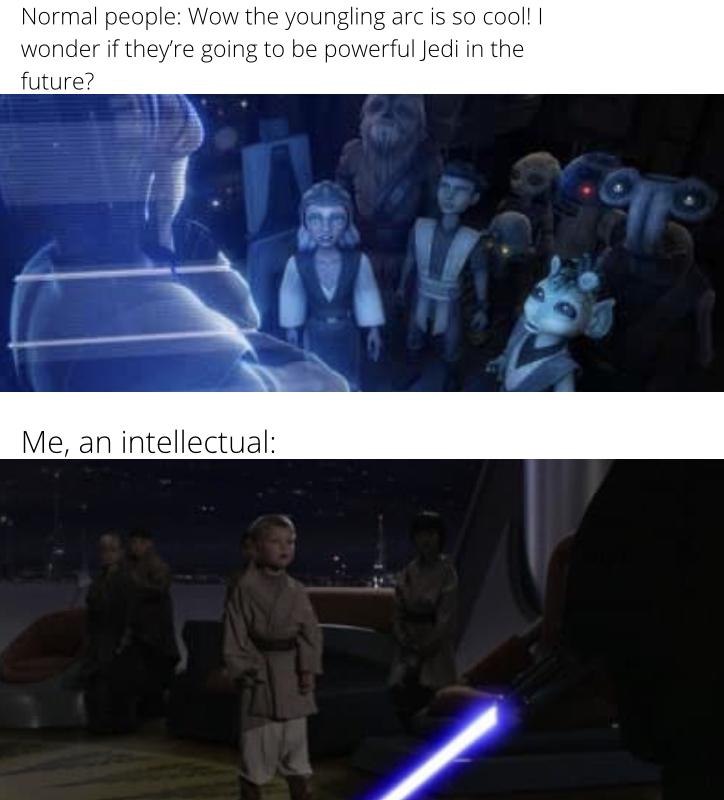 Normal people: Wow the youngling arc is so cool! I
wonder if they’re going to be powerful Jedi in the
future?
Me, an intellectual: